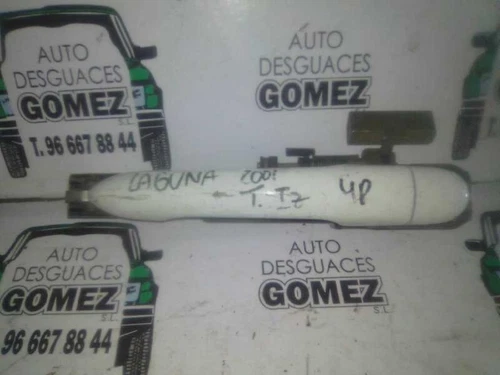 AUTO
DESGUACES
GOMEZ
S.L.
T. 96 667 88 44
AUTO
DESGUACES
GOMEZ
LAGUNA 2001 4P
T. Iz
AUTO
DESGUACES
GOMEZ
S.L.
96 667 88 44
AUTO
DESGUACES
GOMEZ
S.L.